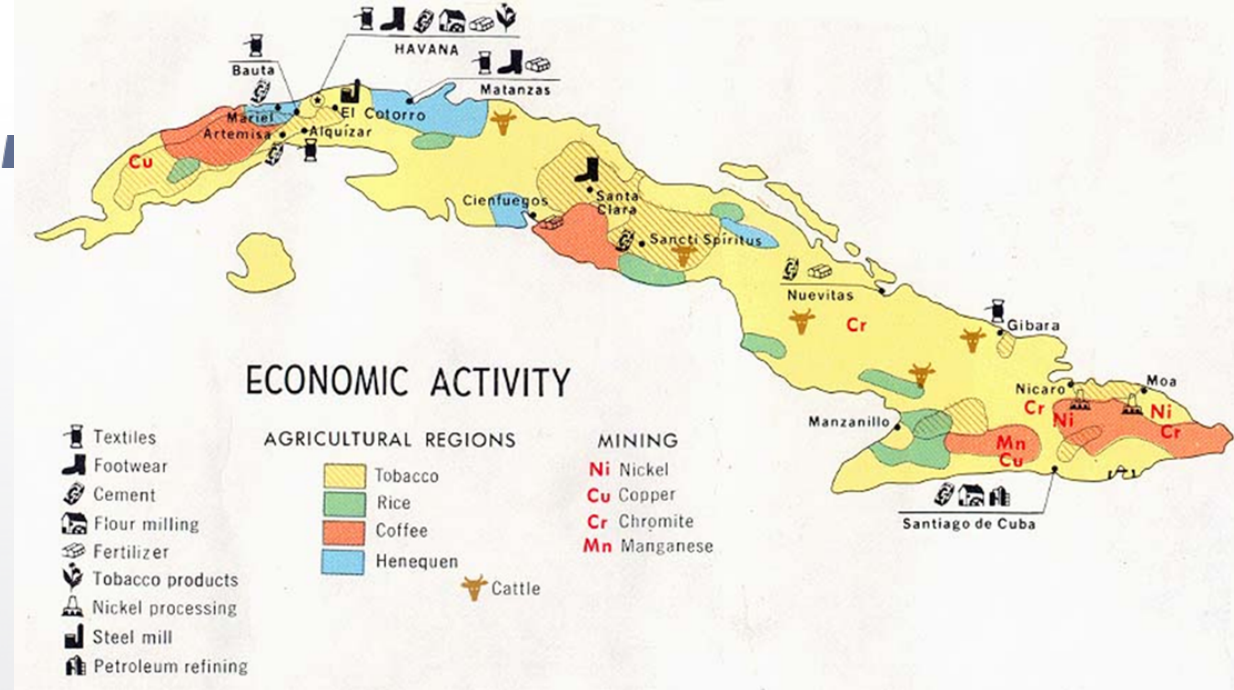 HAVANA
Bauta
Matanzas
Mariel
El Cotorro
Artemisa
Alquízar
Cu
Cienfuegos
Santa
Clara
Sancti Spíritus
Nuevitas
Cr
Gibara
Nicaro
Moa
Cr
Ni
Ni
Cr
Manzanillo
Mn
Cu
Santiago de Cuba
ECONOMIC ACTIVITY
Textiles
Footwear
Cement
Flour milling
Fertilizer
Tobacco products
Nickel processing
Steel mill
Petroleum refining
AGRICULTURAL REGIONS
Tobacco
Rice
Coffee
Henequen
Cattle
MINING
Ni Nickel
Cu Copper
Cr Chromite
Mn Manganese